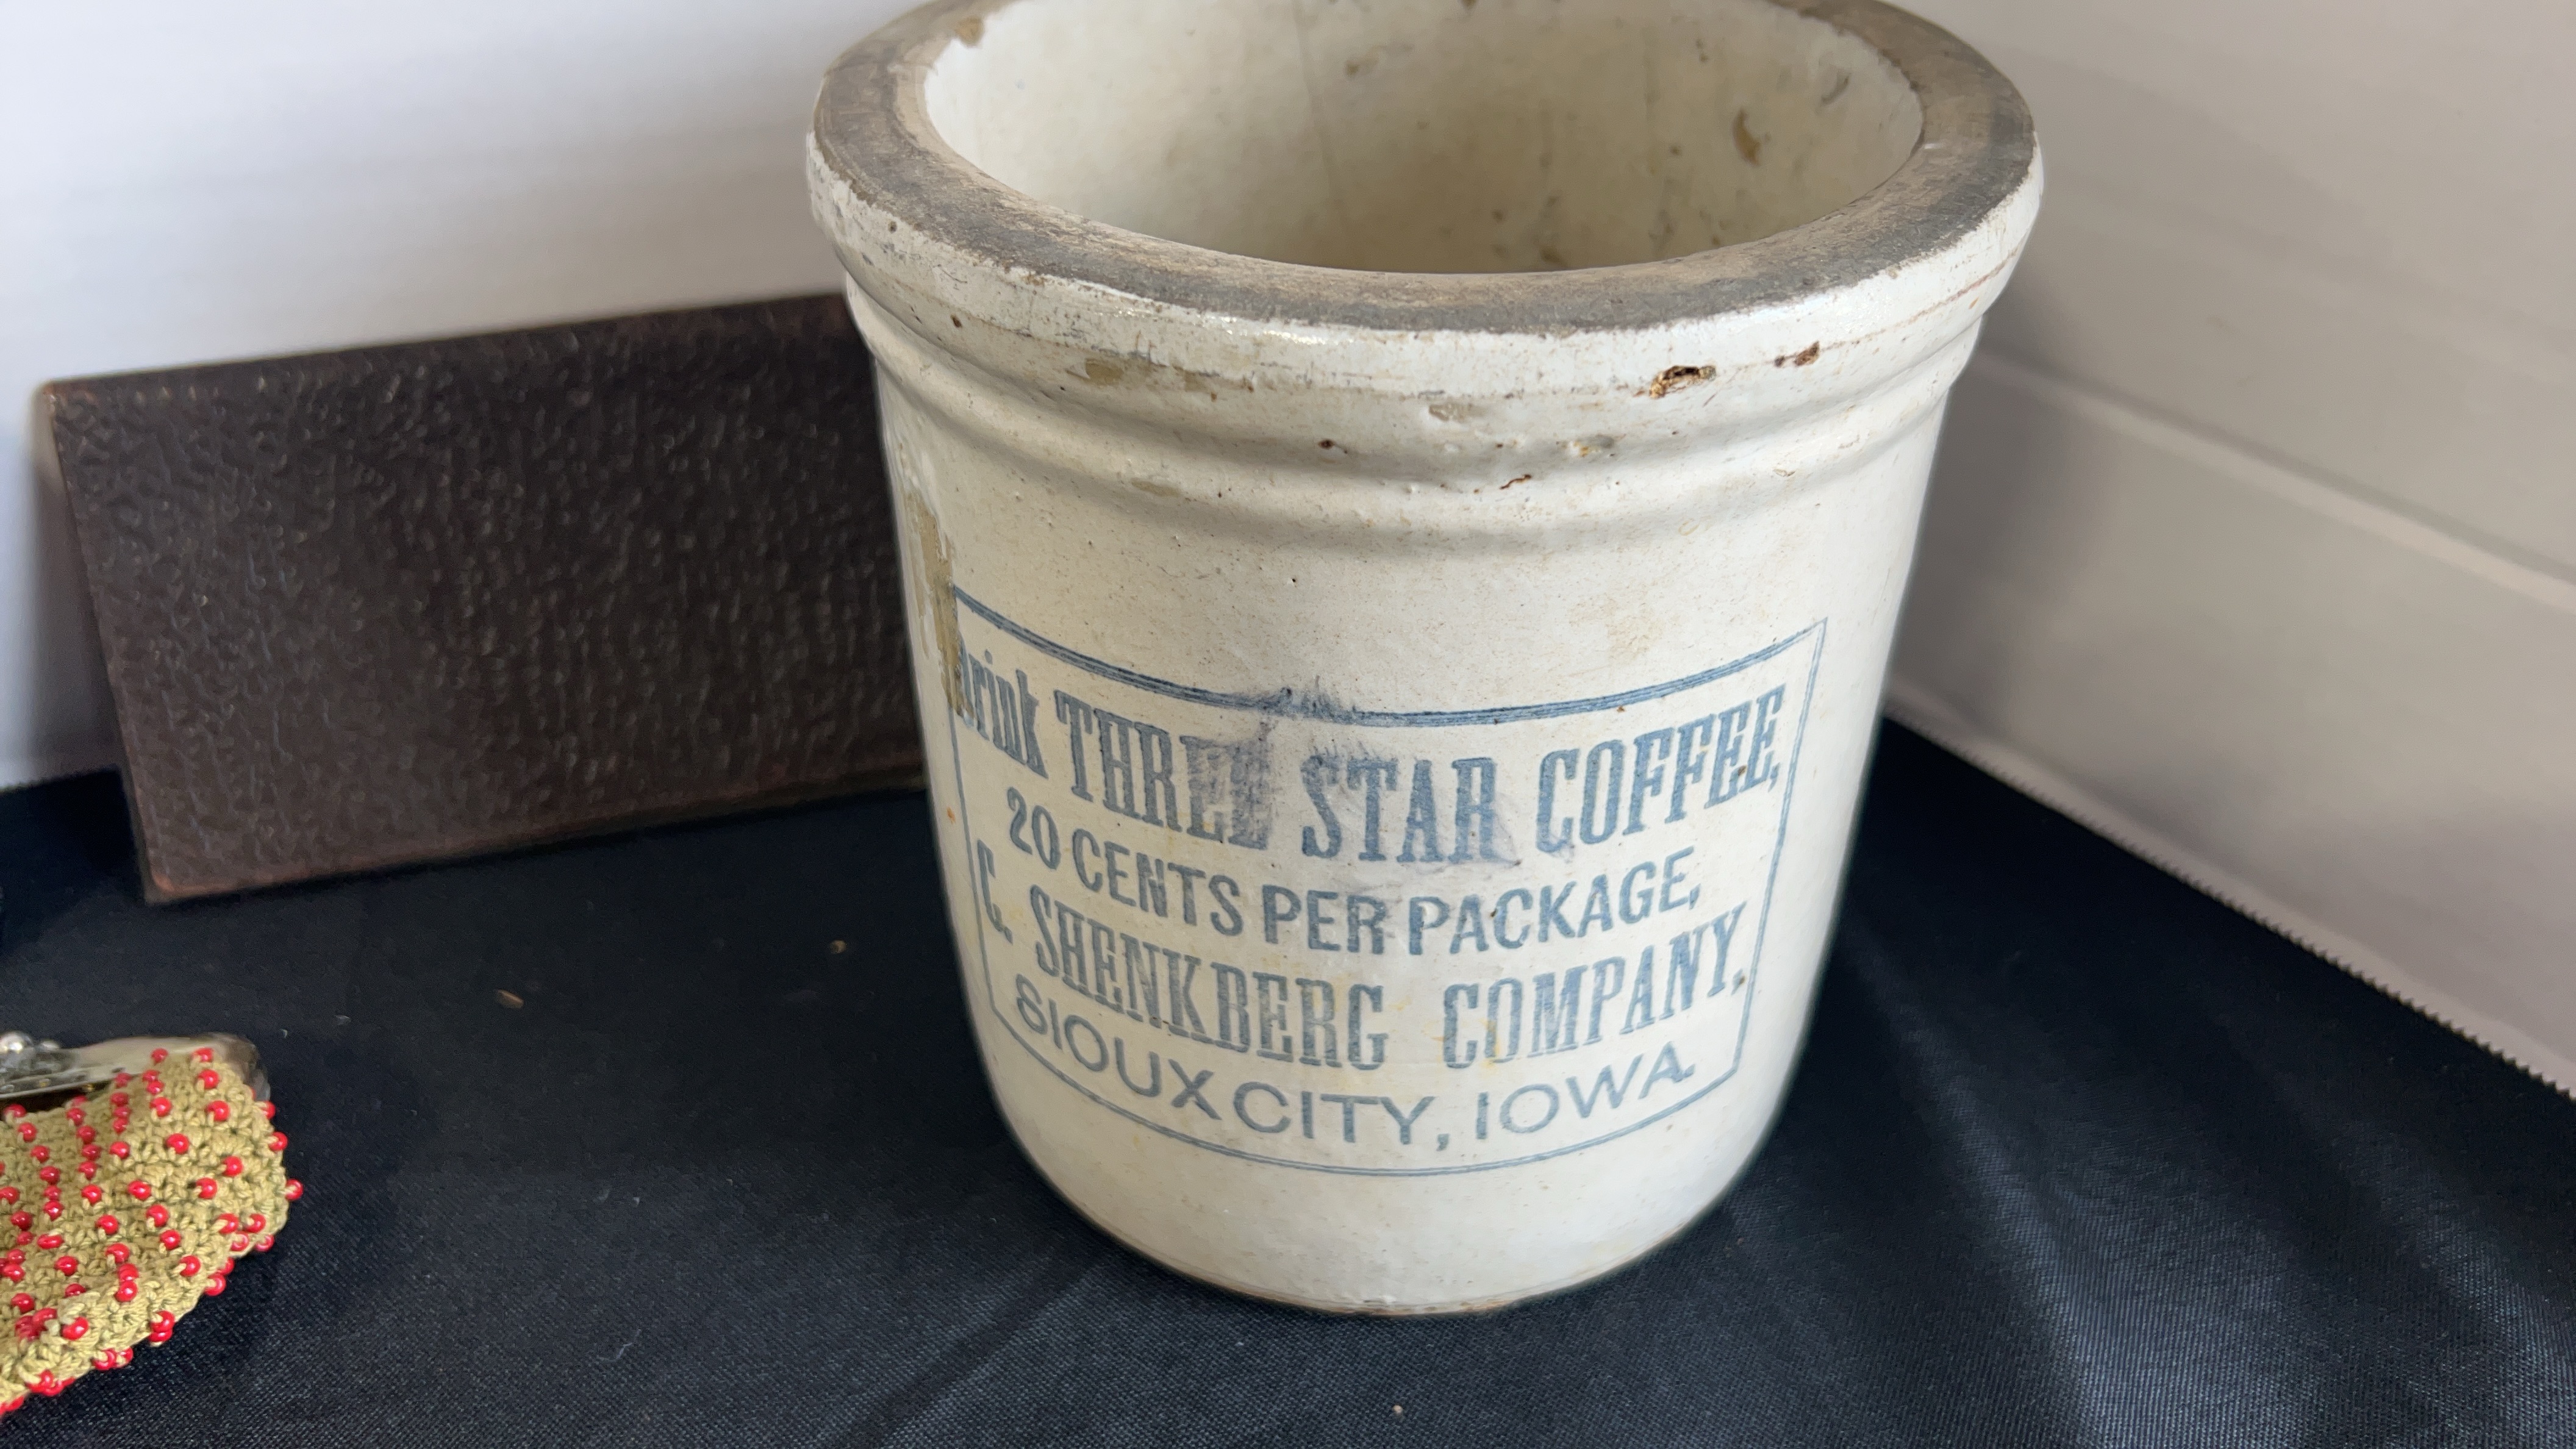 Drink THREE STAR COFFEE,
20 CENTS PER PACKAGE,
C. SHENKBERG COMPANY,
SIOUX CITY, IOWA.